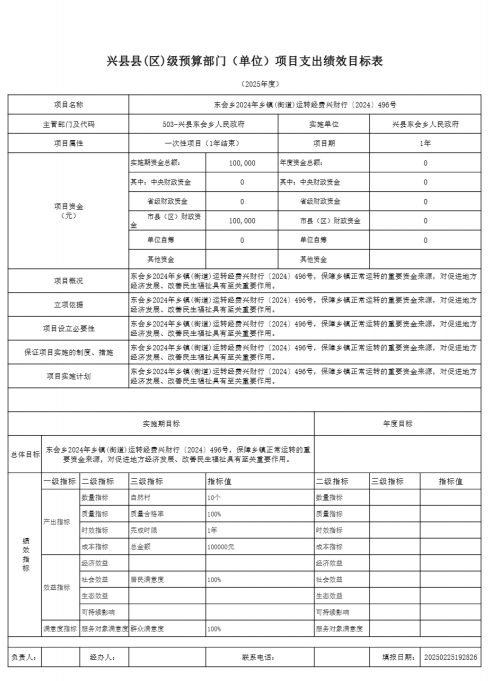 兴县县(区)级预算部门（单位）项目支出绩效目标表
（2025年度）
项目名称 东会乡2024年乡镇(街道)运转经费兴财行〔2024〕496号
主管部门及代码 503-兴县东会乡人民政府 实施单位 兴县东会乡人民政府
项目属性 一次性项目（1年结束） 项目期 1年
项目资金
（元）
实施期资金总额： 100,000 年度资金总额： 0
其中：中央财政资金 0 其中：中央财政资金 0
省级财政资金 0 省级财政资金 0
市县（区）财政资金 100,000 市县（区）财政资金 0
单位自筹 0 单位自筹 0
其他资金 其他资金
项目概况 东会乡2024年乡镇(街道)运转经费兴财行〔2024〕496号，保障乡镇正常运转的重要资金来源，对促进地方
经济发展、改善民生福祉具有至关重要作用。
立项依据 东会乡2024年乡镇(街道)运转经费兴财行〔2024〕496号，保障乡镇正常运转的重要资金来源，对促进地方
经济发展、改善民生福祉具有至关重要作用。
项目设立必要性 东会乡2024年乡镇(街道)运转经费兴财行〔2024〕496号，保障乡镇正常运转的重要资金来源，对促进地方
经济发展、改善民生福祉具有至关重要作用。
保证项目实施的制度、措施 东会乡2024年乡镇(街道)运转经费兴财行〔2024〕496号，保障乡镇正常运转的重要资金来源，对促进地方
经济发展、改善民生福祉具有至关重要作用。
项目实施计划 东会乡2024年乡镇(街道)运转经费兴财行〔2024〕496号，保障乡镇正常运转的重要资金来源，对促进地方
经济发展、改善民生福祉具有至关重要作用。
实施期目标 年度目标
总体目标 东会乡2024年乡镇(街道)运转经费兴财行〔2024〕496号，保障乡镇正常运转的重
要资金来源，对促进地方经济发展、改善民生福祉具有至关重要作用。
绩效指标
一级指标 二级指标 三级指标 指标值 二级指标 三级指标 指标值
产出指标
数量指标 自然村 10个 数量指标
质量指标 质量合格率 100% 质量指标
时效指标 完成时限 1年 时效指标
成本指标 总金额 100000元 成本指标
效益指标
经济效益 经济效益
社会效益 居民满意度 100% 社会效益
生态效益 生态效益
可持续影响 可持续影响
满意度指标 服务对象满意度 群众满意度 100% 服务对象满意度
负责人： 经办人： 联系电话： 填报日期： 20250225192826